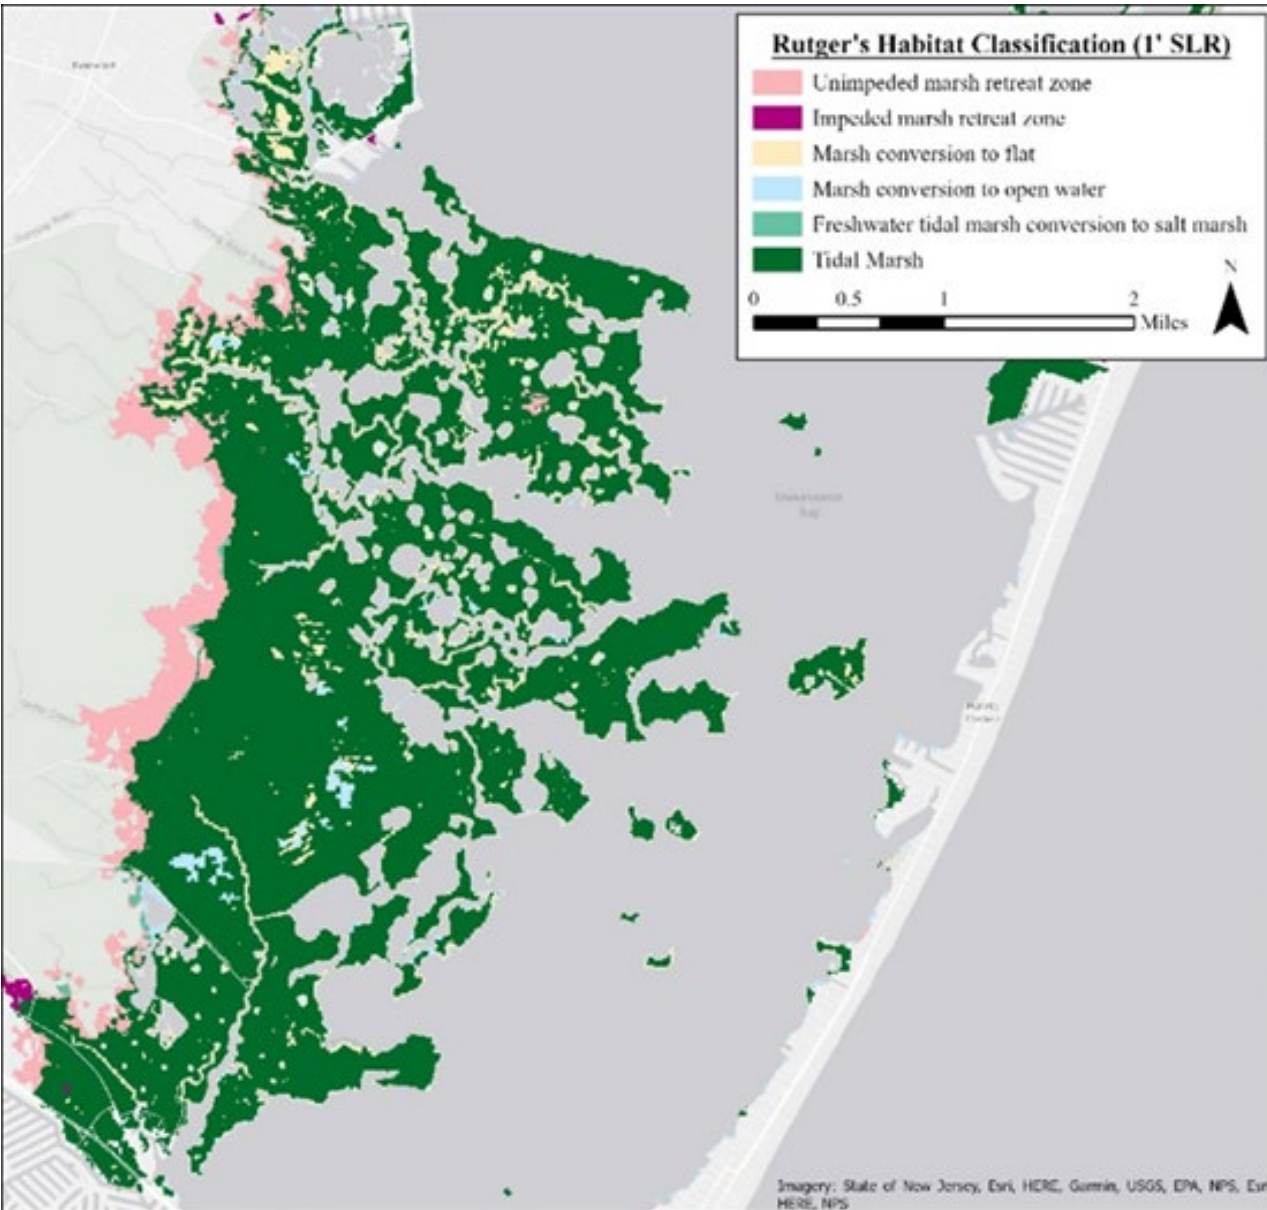 Rutger's Habitat Classification (1' SLR)
Unimpeded marsh retreat zone
Impeded marsh retreat zone
Marsh conversion to flat
Marsh conversion to open water
Freshwater tidal marsh conversion to salt marsh
Tidal Marsh
N
0 0.5 1 2
Miles
Bay
Imagery: State of New Jersey, Esri, HERE, Garmin, USGS, EPA, NPS, Esri
HERE, NPS